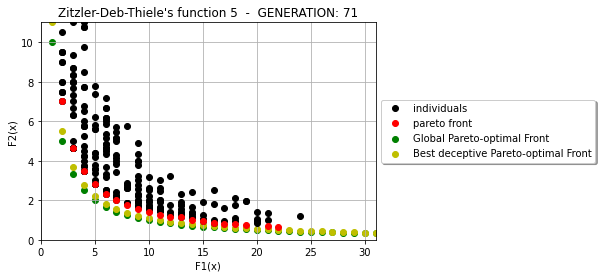 Zitzler-Deb-Thiele's function 5 - GENERATION: 71
10
8
6
4
2
0
F2(x)
0 5 10 15 20 25 30
F1(x)
individuals
pareto front
Global Pareto-optimal Front
Best deceptive Pareto-optimal Front